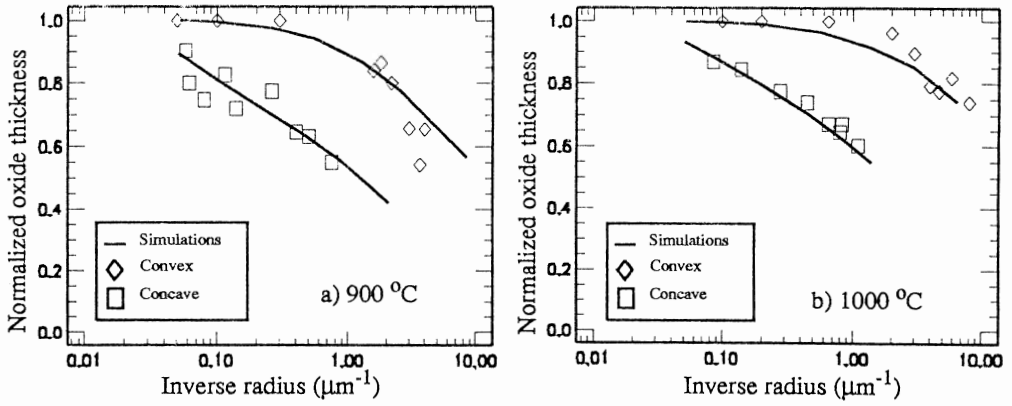 Normalized oxide thickness
1.0
0.8
0.6
0.4
0.2
0.0
Simulations
Convex
Concave
a) 900 °C
0.01
0.10
1.00
10.00
Inverse radius (μm⁻¹)
Normalized oxide thickness
1.0
0.8
0.6
0.4
0.2
0.0
Simulations
Convex
Concave
b) 1000 °C
0.01
0.10
1.00
10.00
Inverse radius (μm⁻¹)